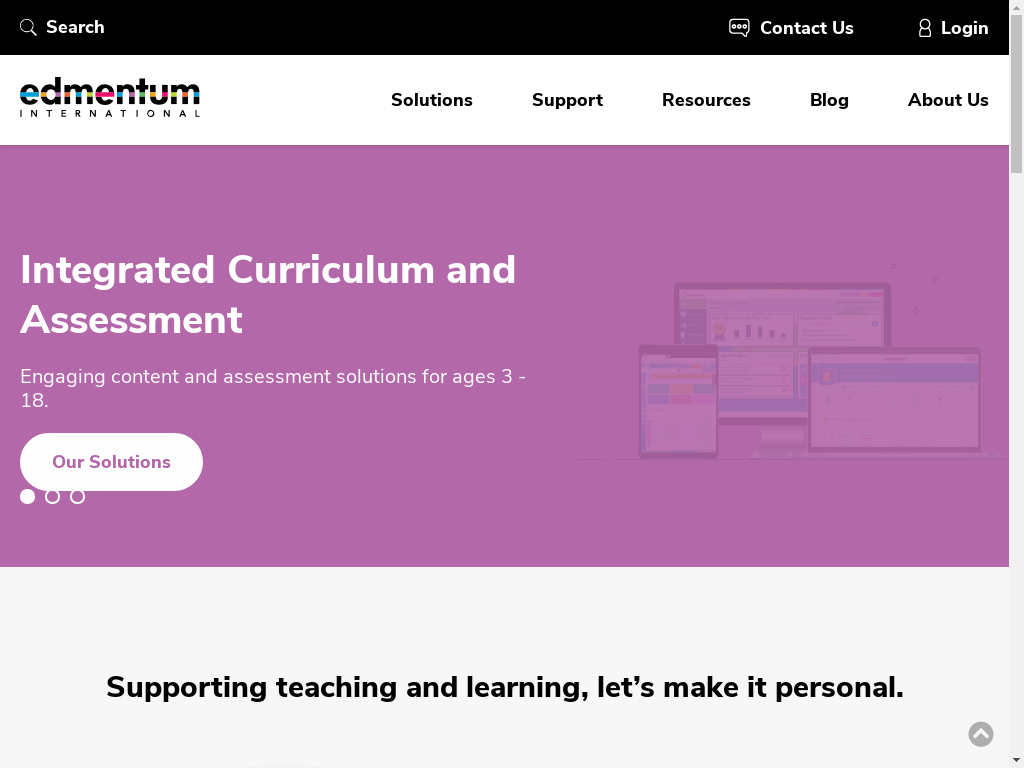 Search
Contact Us
Login
edmentum
INTERNATIONAL
Solutions
Support
Resources
Blog
About Us
Integrated Curriculum and
Assessment
Engaging content and assessment solutions for ages 3 -
18.
Our Solutions
Supporting teaching and learning, let’s make it personal.